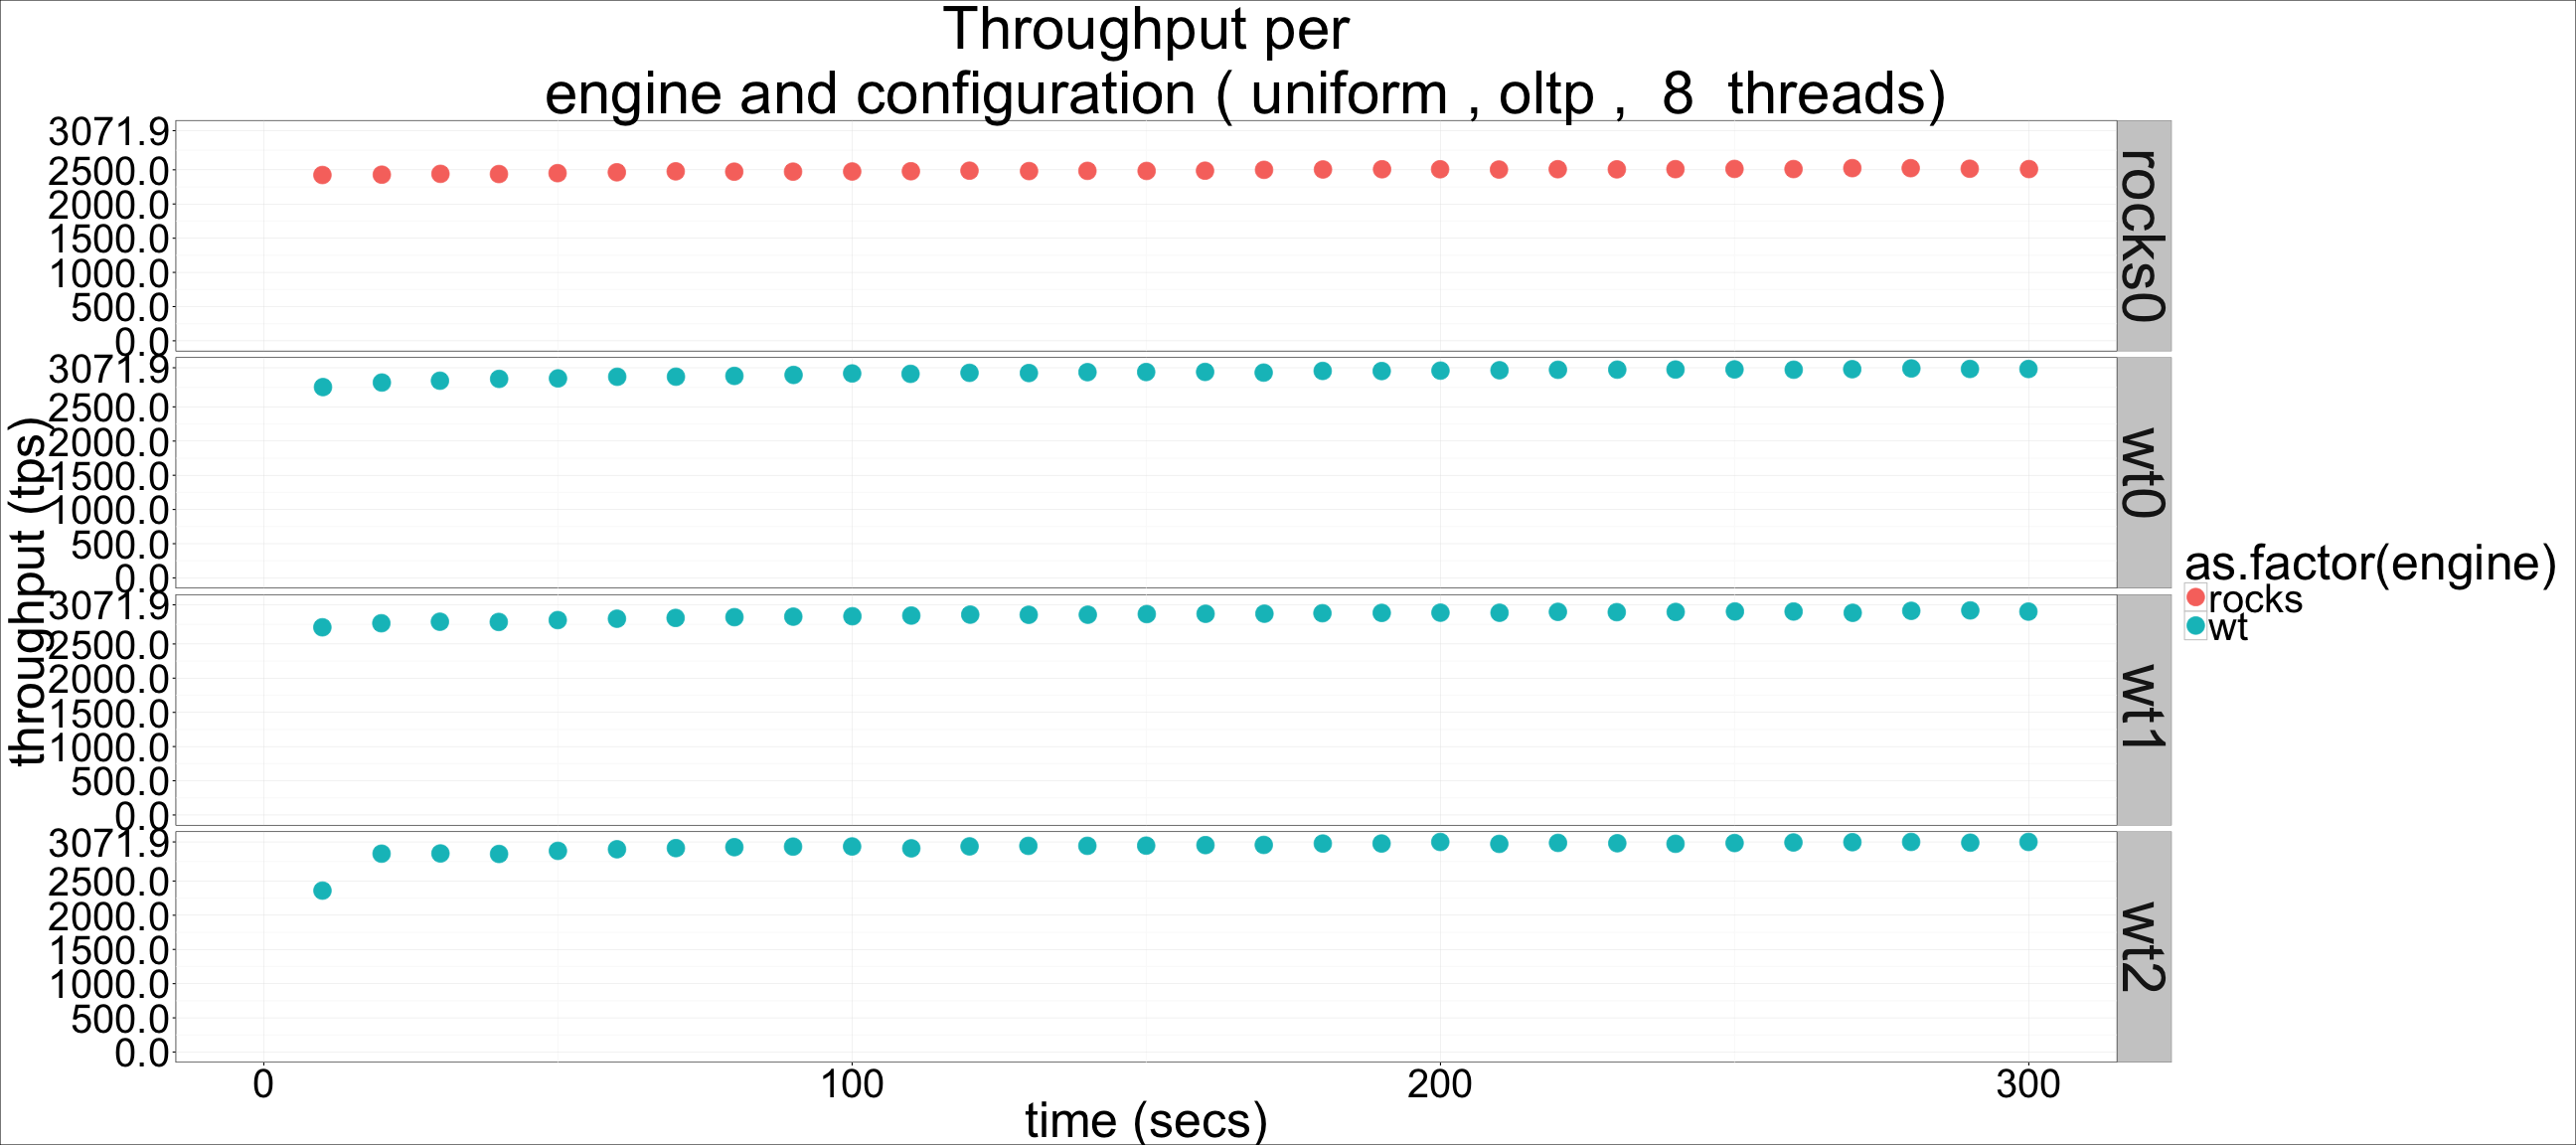 Throughput per
engine and configuration ( uniform , oltp ,  8  threads)
throughput (tps)
3071.9
2500.0
2000.0
1500.0
1000.0
500.0
0.0
rocks0
3071.9
2500.0
2000.0
1500.0
1000.0
500.0
0.0
wt0
3071.9
2500.0
2000.0
1500.0
1000.0
500.0
0.0
wt1
3071.9
2500.0
2000.0
1500.0
1000.0
500.0
0.0
wt2
0 100 200 300
time (secs)
as.factor(engine)
rocks
wt